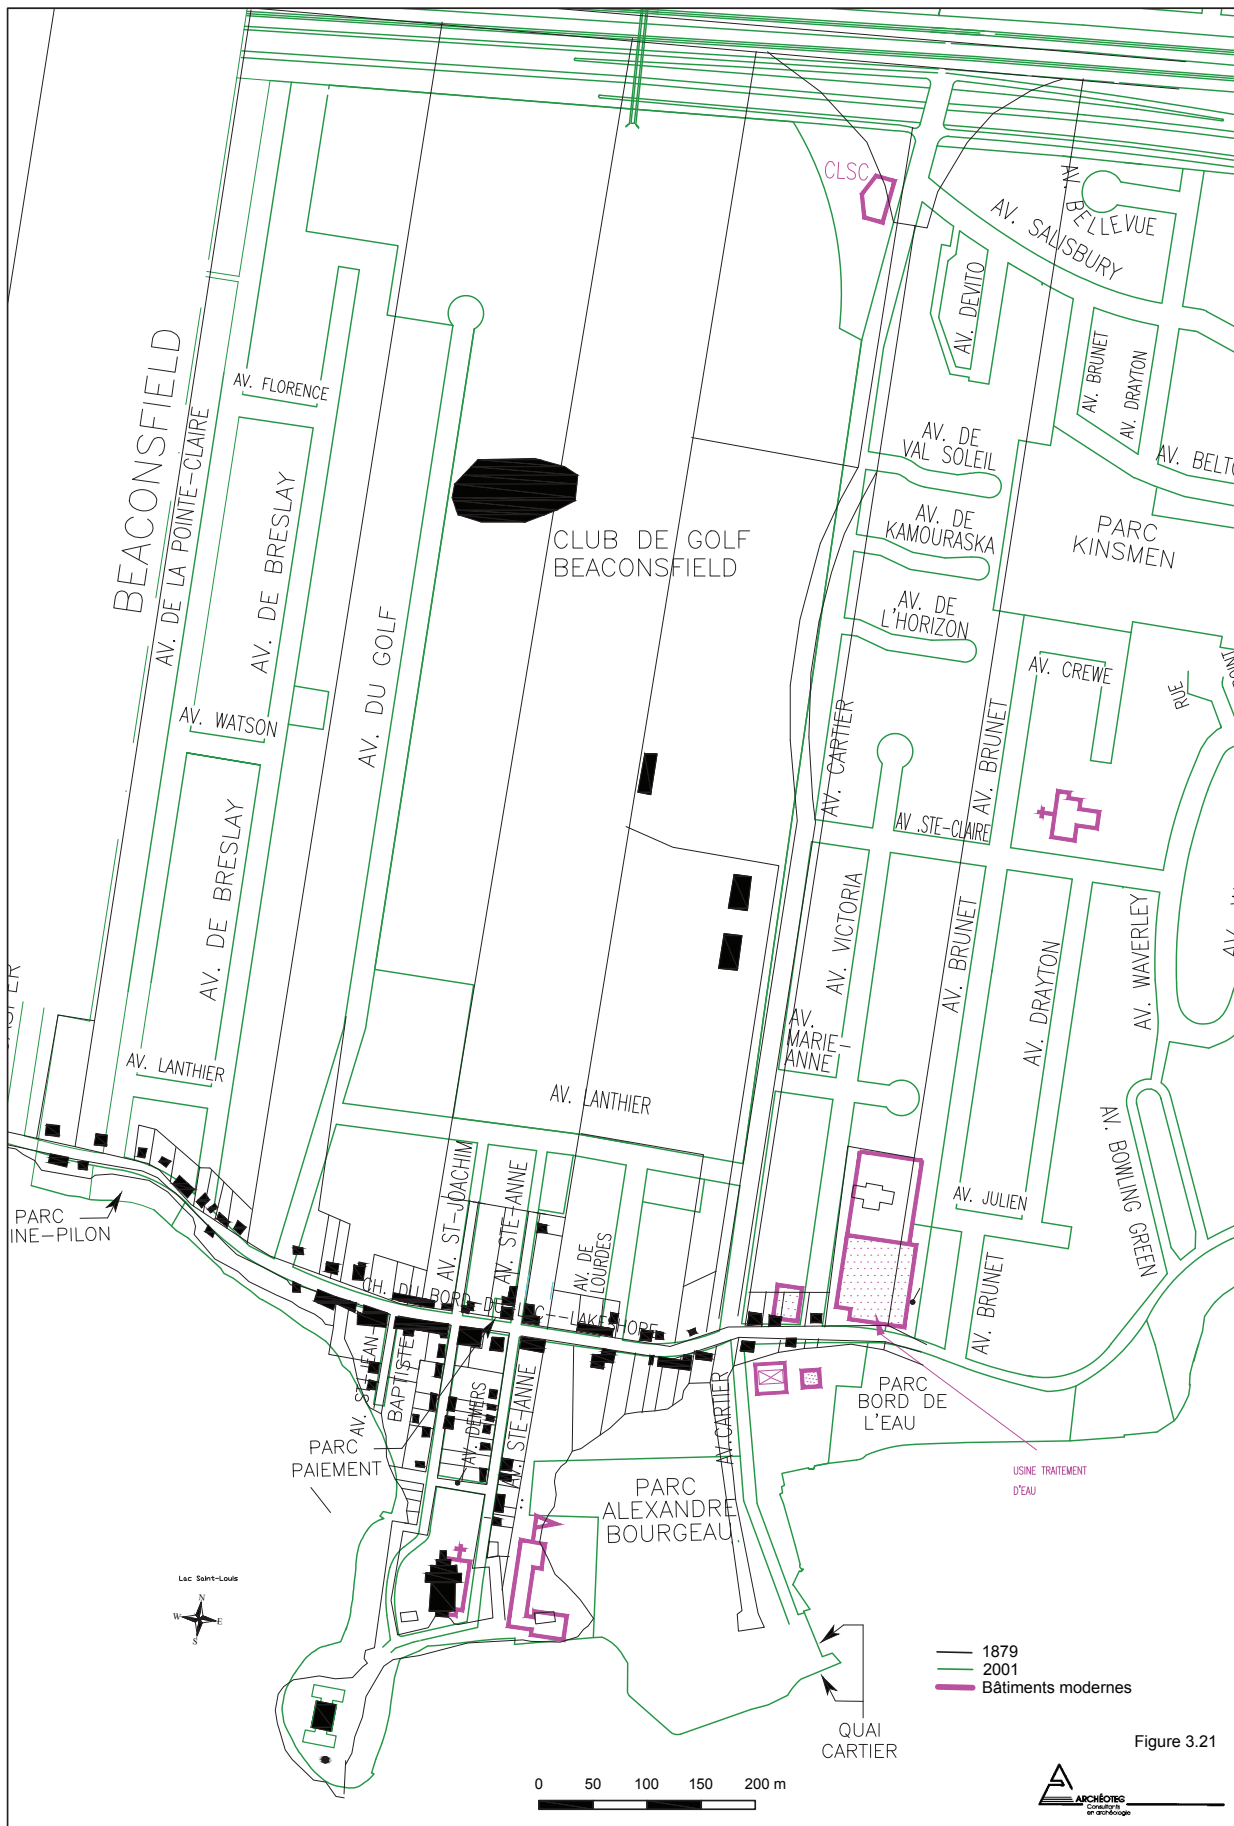 CLSC
AV. BELLEVUE
AV. SALISBURY
AV. DEVITO
AV. BRUNET
AV. DRAYTON
AV. FLORENCE
BEACONSFIELD
AV. DE LA POINTE-CLAIRE
AV. DE BRESLAY
AV. DE
VAL SOLEIL
AV. BELT
AV. DE
KAMOURASKA
PARC
KINSMEN
CLUB DE GOLF
BEACONSFIELD
AV. DE
L'HORIZON
AV. DU GOLF
AV. CREWE
RUE
AV. WATSON
AV. CARTIER
AV. BRUNET
AV. STE-CLAIRE
AV. DE BRESLAY
AV. VICTORIA
AV. BRUNET
AV. DRAYTON
AV. WAVERLEY
AV.
MARIE-
ANNE
AV. LANTHIER
AV. LANTHIER
AV. BOWLING GREEN
AV. ST-JOACHIM
AV. STE-ANNE
AV. DE
LOURDES
AV. JULIEN
PARC
INE-PILON
CH. DU BORD-DU-LAC--LAKESHORE
AV. BRUNET
AV. ST-JEAN-
BAPTISTE
AV. DEMERS
AV. STE-ANNE
AV. CARTIER
PARC
BORD DE
L'EAU
PARC
PAIEMENT
PARC
ALEXANDRE
BOURGEAU
USINE TRAITEMENT
D'EAU
Lac Saint-Louis
N
W E
S
1879
2001
Bâtiments modernes
QUAI
CARTIER
Figure 3.21
0 50 100 150 200 m
ARCHÉOTEC
Consultants
en archéologie